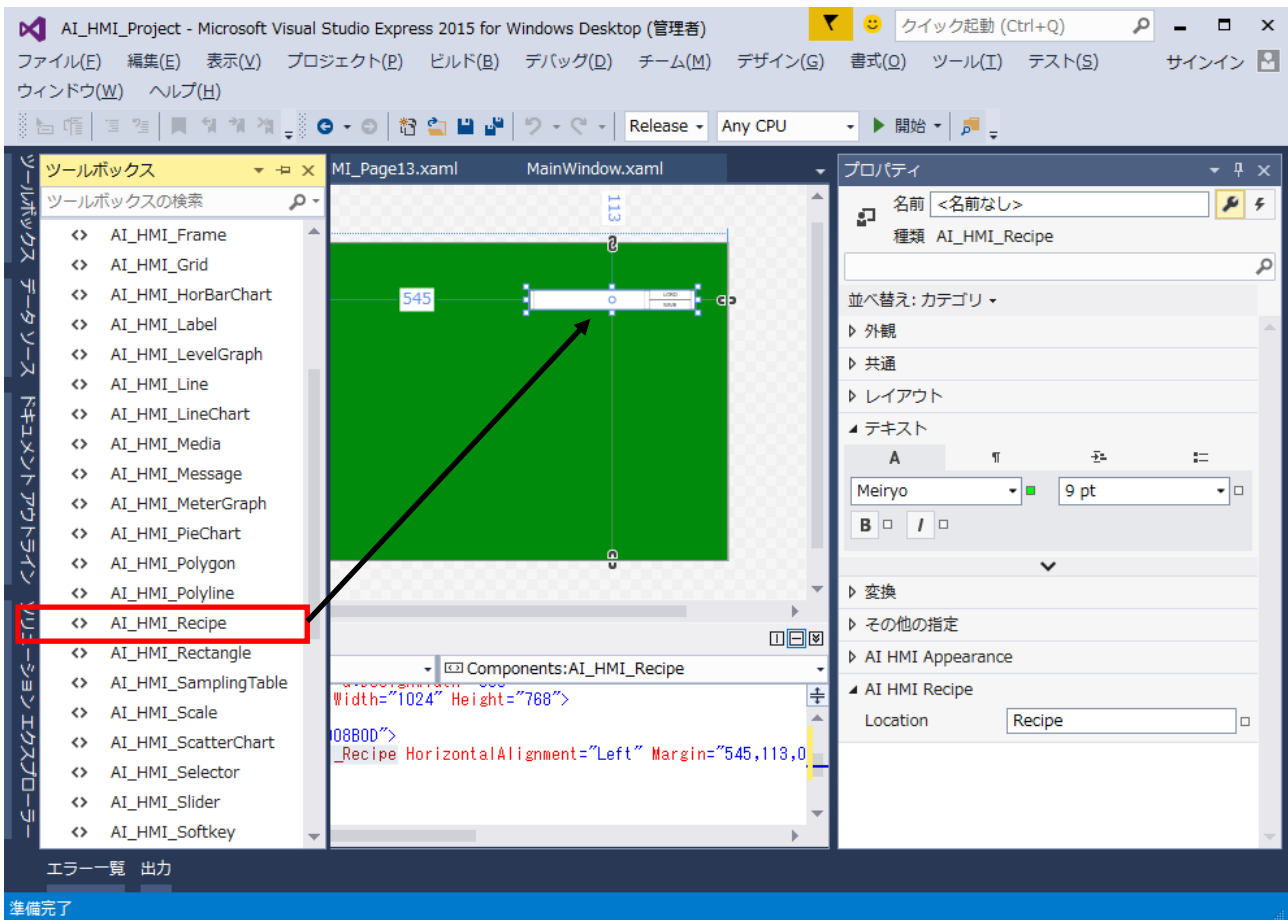 AI_HMI_Project - Microsoft Visual Studio Express 2015 for Windows Desktop (管理者)
クイック起動 (Ctrl+Q)
ファイル(F) 編集(E) 表示(V) プロジェクト(P) ビルド(B) デバッグ(D) チーム(M) デザイン(G) 書式(O) ツール(T) テスト(S) サインイン
ウィンドウ(W) ヘルプ(H)
Release Any CPU 開始
ツールボックス
データ ソース
ドキュメント アウトライン
ソリューション エクスプローラー
ツールボックス
ツールボックスの検索
AI_HMI_Frame
AI_HMI_Grid
AI_HMI_HorBarChart
AI_HMI_Label
AI_HMI_LevelGraph
AI_HMI_Line
AI_HMI_LineChart
AI_HMI_Media
AI_HMI_Message
AI_HMI_MeterGraph
AI_HMI_PieChart
AI_HMI_Polygon
AI_HMI_Polyline
AI_HMI_Recipe
AI_HMI_Rectangle
AI_HMI_SamplingTable
AI_HMI_Scale
AI_HMI_ScatterChart
AI_HMI_Selector
AI_HMI_Slider
AI_HMI_Softkey
MI_Page13.xaml MainWindow.xaml
113
545
LORD
SAVE
Components:AI_HMI_Recipe
Width="1024" Height="768">
08B0D">
_Recipe HorizontalAlignment="Left" Margin="545,113,0
プロパティ
名前 <名前なし>
種類 AI_HMI_Recipe
並べ替え: カテゴリ
外観
共通
レイアウト
テキスト
A ¶
Meiryo 9 pt
B I
変換
その他の指定
AI HMI Appearance
AI HMI Recipe
Location Recipe
エラー一覧 出力
準備完了